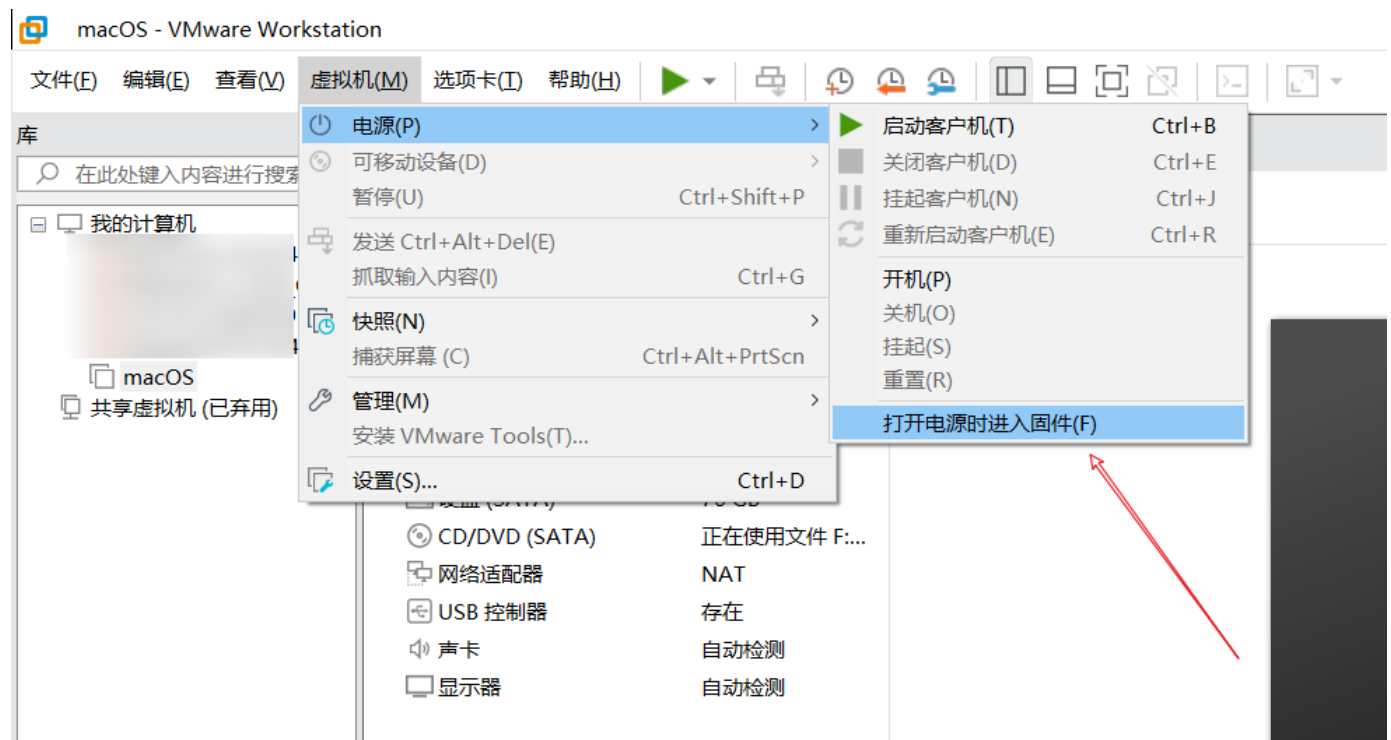 macOS - VMware Workstation
文件(F) 编辑(E) 查看(V) 虚拟机(M) 选项卡(T) 帮助(H)
库
在此处键入内容进行搜索
我的计算机
macOS
共享虚拟机 (已弃用)
电源(P)
可移动设备(D)
暂停(U) Ctrl+Shift+P
发送 Ctrl+Alt+Del(E)
抓取输入内容(I) Ctrl+G
快照(N)
捕获屏幕 (C) Ctrl+Alt+PrtScn
管理(M)
安装 VMware Tools(T)...
设置(S)... Ctrl+D
启动客户机(T) Ctrl+B
关闭客户机(D) Ctrl+E
挂起客户机(N) Ctrl+J
重新启动客户机(E) Ctrl+R
开机(P)
关机(O)
挂起(S)
重置(R)
打开电源时进入固件(F)
CD/DVD (SATA) 正在使用文件 F:...
网络适配器 NAT
USB 控制器 存在
声卡 自动检测
显示器 自动检测